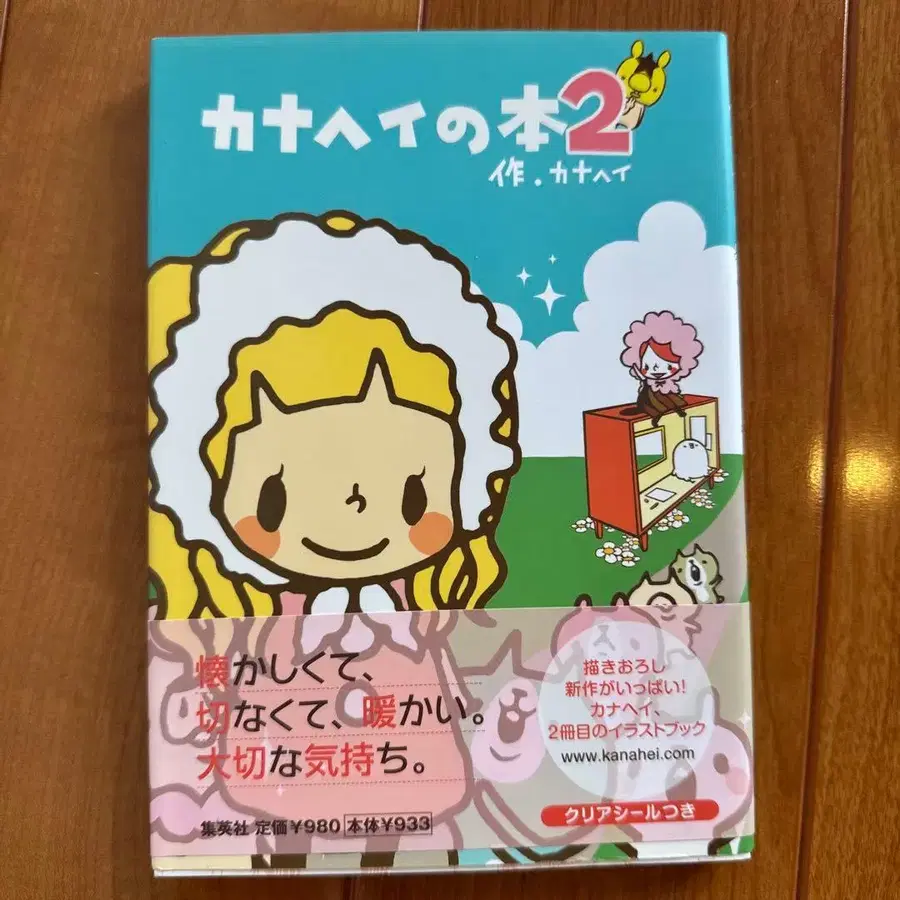 カナヘイの本2
作.カナヘイ
懐かしくて、
切なくて、暖かい。
大切な気持ち。
集英社 定価¥980 本体¥933
描きおろし
新作がいっぱい!
カナヘイ、
2冊目のイラストブック
www.kanahei.com
クリアシールつき